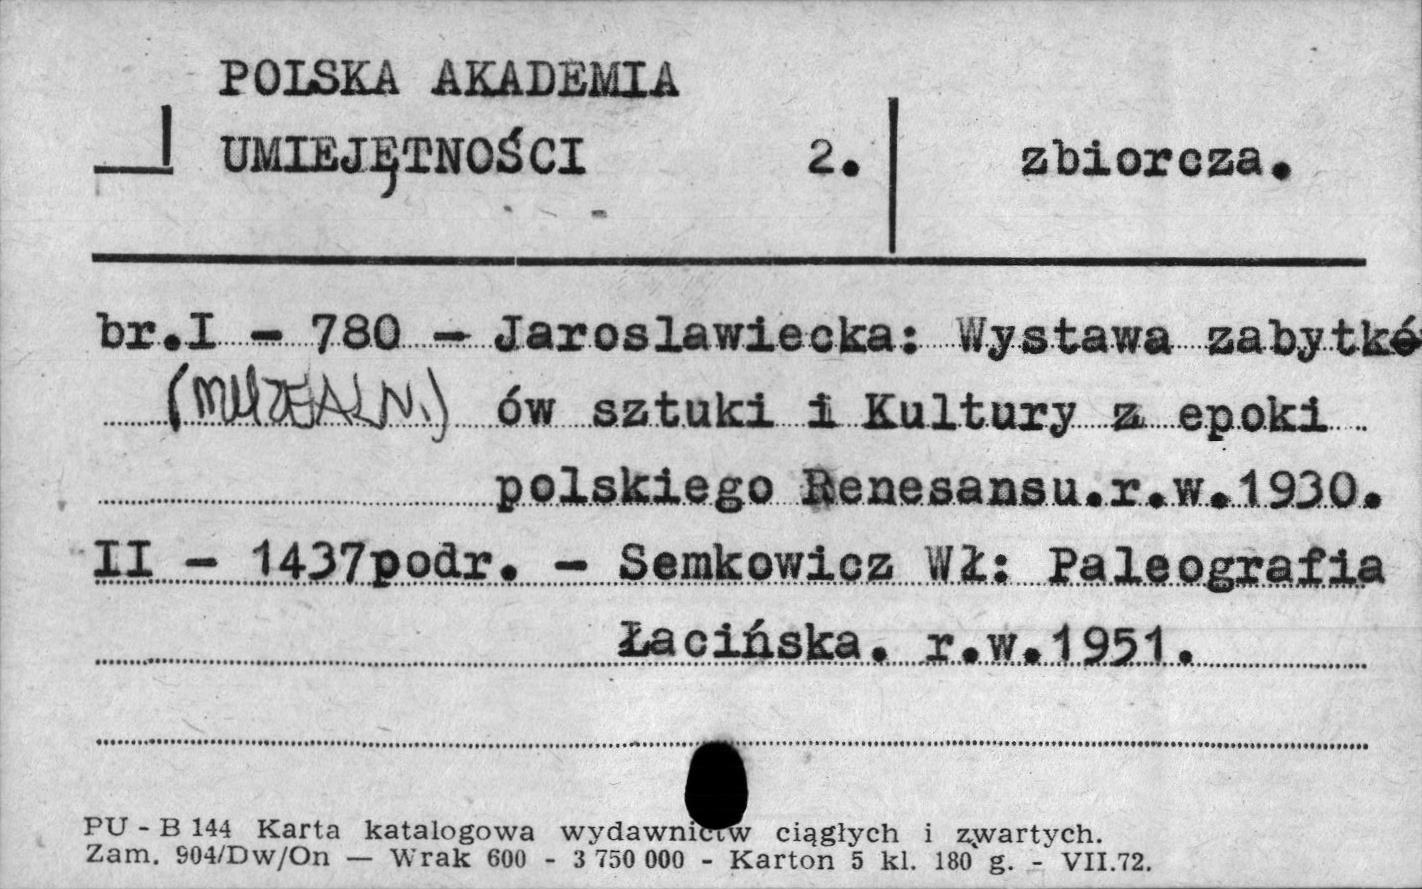 POLSKA AKADEMIA
UMIEJĘTNOŚCI 2. zbiorcza.
br.I - 780 - Jaroslawiecka: Wystawa zabytkó
(MUZEALN.) ów sztuki i Kultury z epoki
polskiego Renesansu.r.w.1930.
II - 1437podr. - Semkowicz Wł: Paleografia
Łacińska. r.w.1951.
PU - B 144 Karta katalogowa wydawnictw ciągłych i zwartych.
Zam. 904/Dw/On — Wrak 600 - 3 750 000 - Karton 5 kl. 180 g. - VII.72.